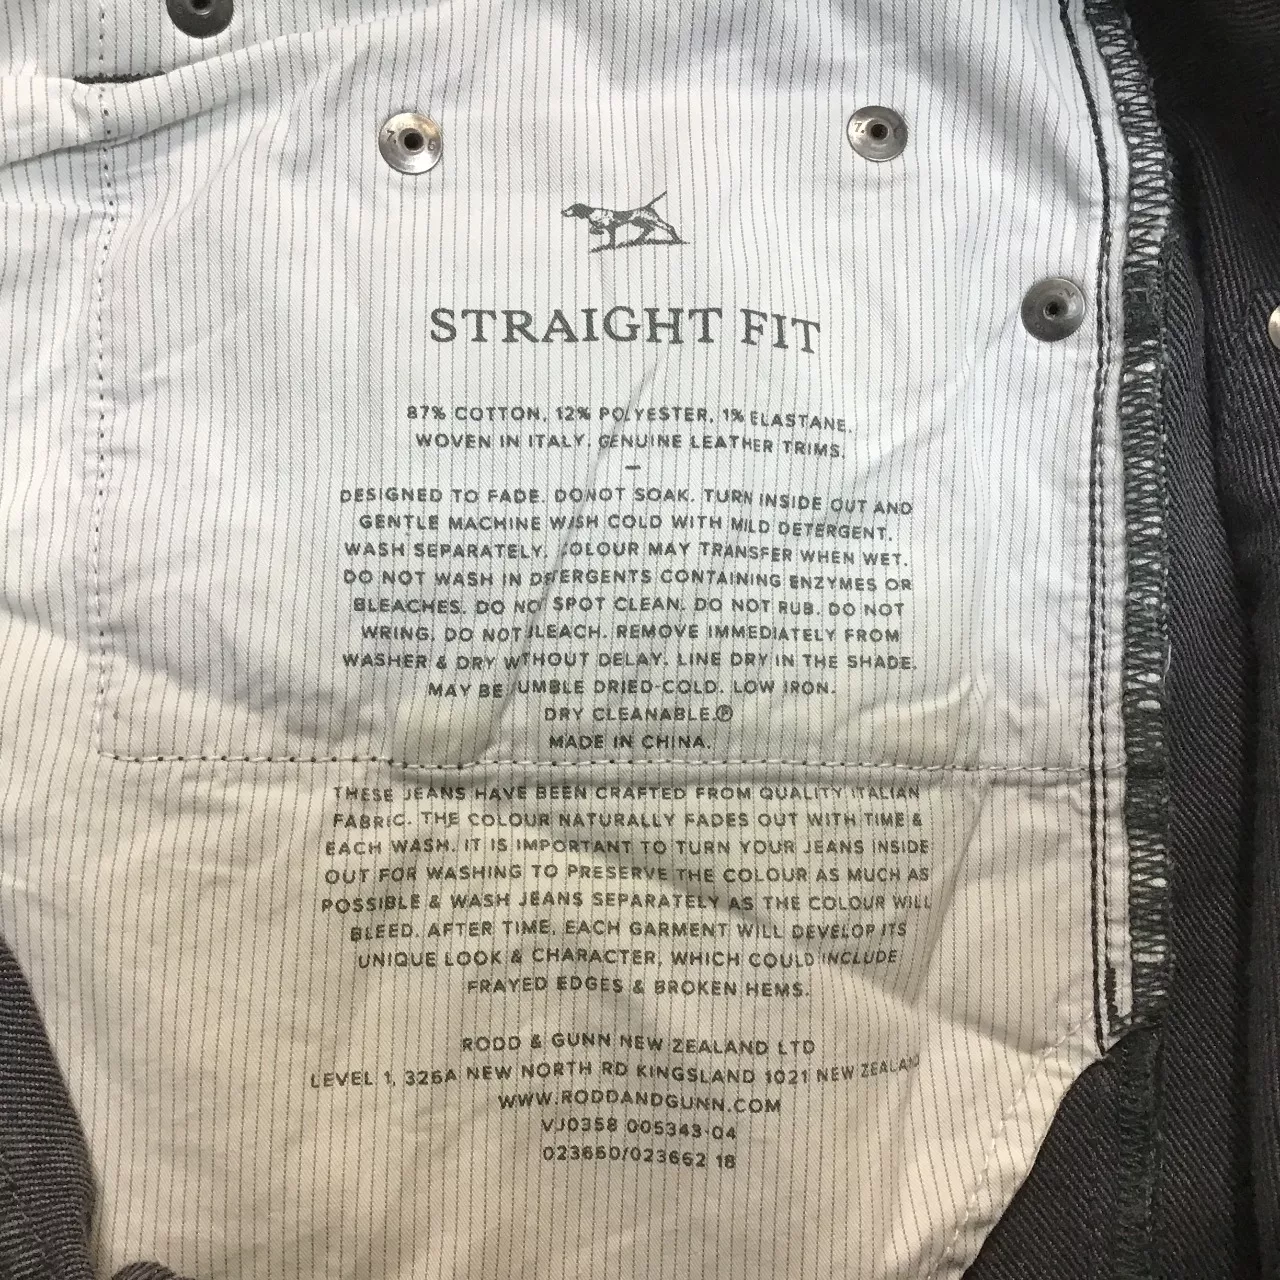 STRAIGHT FIT
87% COTTON, 12% POLYESTER, 1% ELASTANE.
WOVEN IN ITALY. GENUINE LEATHER TRIMS.
–
DESIGNED TO FADE. DO NOT SOAK. TURN INSIDE OUT AND
GENTLE MACHINE WASH COLD WITH MILD DETERGENT.
WASH SEPARATELY. COLOUR MAY TRANSFER WHEN WET.
DO NOT WASH IN DETERGENTS CONTAINING ENZYMES OR
BLEACHES. DO NOT SPOT CLEAN. DO NOT RUB. DO NOT
WRING. DO NOT BLEACH. REMOVE IMMEDIATELY FROM
WASHER & DRY WITHOUT DELAY. LINE DRY IN THE SHADE.
MAY BE TUMBLE DRIED-COLD. LOW IRON.
DRY CLEANABLE.Ⓟ
MADE IN CHINA.
THESE JEANS HAVE BEEN CRAFTED FROM QUALITY ITALIAN
FABRIC. THE COLOUR NATURALLY FADES OUT WITH TIME &
EACH WASH. IT IS IMPORTANT TO TURN YOUR JEANS INSIDE
OUT FOR WASHING TO PRESERVE THE COLOUR AS MUCH AS
POSSIBLE & WASH JEANS SEPARATELY AS THE COLOUR WILL
BLEED. AFTER TIME, EACH GARMENT WILL DEVELOP ITS
UNIQUE LOOK & CHARACTER, WHICH COULD INCLUDE
FRAYED EDGES & BROKEN HEMS.
RODD & GUNN NEW ZEALAND LTD
LEVEL 1, 326A NEW NORTH RD KINGSLAND 1021 NEW ZEALAND
WWW.RODDANDGUNN.COM
VJ0358 005343-04
023660/023662 18